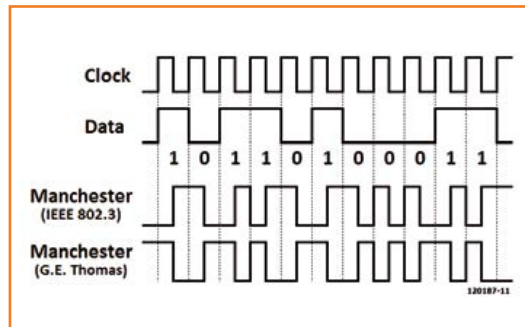 Clock
Data
1 0 1 1 0 1 0 0 0 1 1
Manchester
(IEEE 802.3)
Manchester
(G.E. Thomas)
120187-11